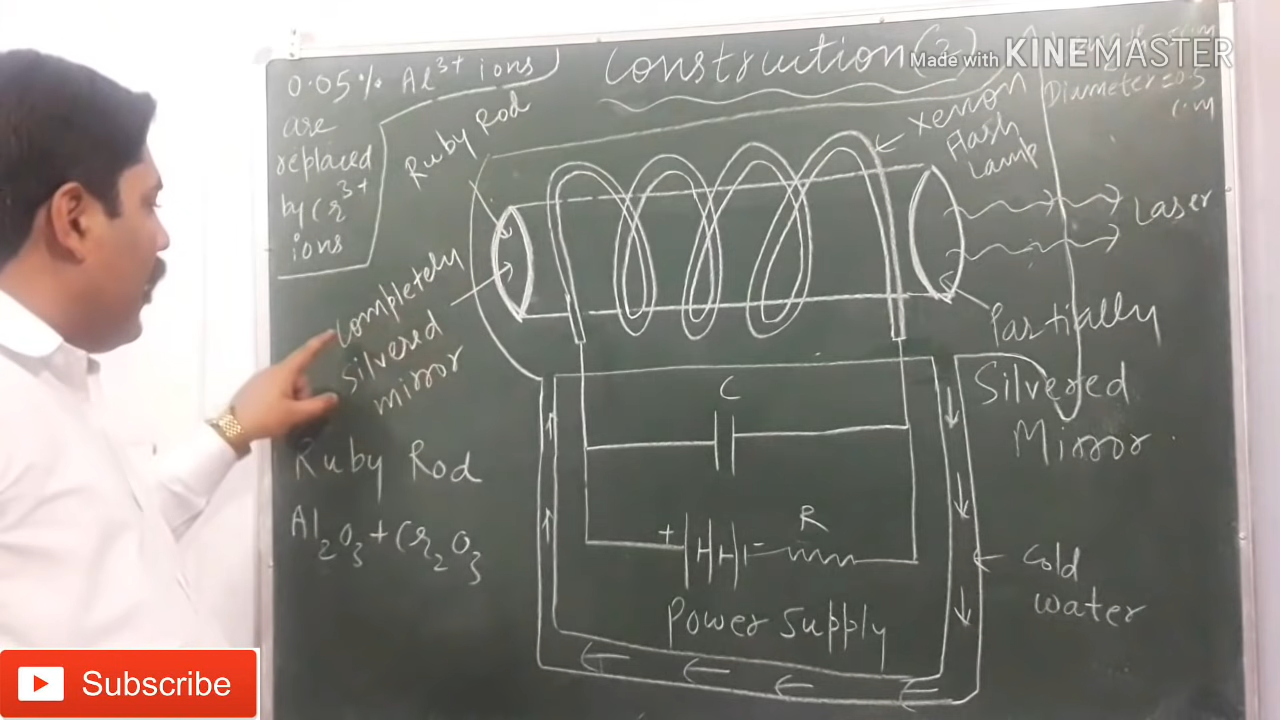 Construction (2)
Made with KINEMASTER
0.05% Al3+ ions
are
replaced
by Cr3+
ions
Ruby Rod
Xenon
Flash
Lamp
Diameter = 0.5
cm
Laser
completely
silvered
mirror
Partially
Silvered
Mirror
C
Ruby Rod
Al2O3 + Cr2O3
+ -
R
Power Supply
Cold
water
Subscribe